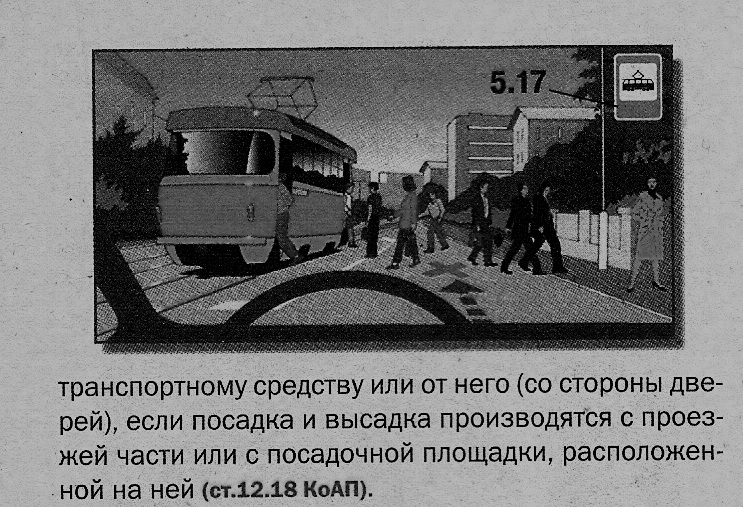 5.17
транспортному средству или от него (со стороны две-
рей), если посадка и высадка производятся с проез-
жей части или с посадочной площадки, расположен-
ной на ней (ст.12.18 КоАП).